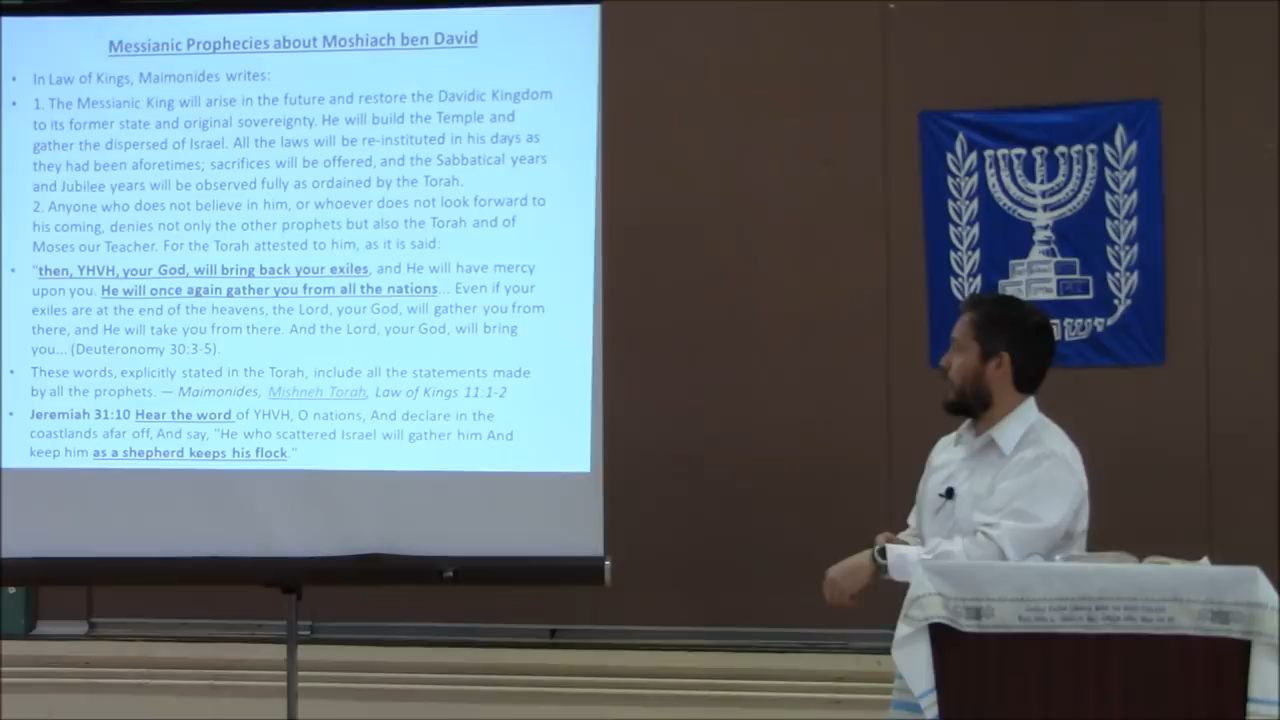 Messianic Prophecies about Moshiach ben David
• In Law of Kings, Maimonides writes:
• 1. The Messianic King will arise in the future and restore the Davidic Kingdom
to its former state and original sovereignty. He will build the Temple and
gather the dispersed of Israel. All the laws will be re-instituted in his days as
they had been aforetimes; sacrifices will be offered, and the Sabbatical years
and Jubilee years will be observed fully as ordained by the Torah.
2. Anyone who does not believe in him, or whoever does not look forward to
his coming, denies not only the other prophets but also the Torah and of
Moses our Teacher. For the Torah attested to him, as it is said:
• "then, YHVH, your God, will bring back your exiles, and He will have mercy
upon you. He will once again gather you from all the nations... Even if your
exiles are at the end of the heavens, the Lord, your God, will gather you from
there, and He will take you from there. And the Lord, your God, will bring
you... (Deuteronomy 30:3-5).
• These words, explicitly stated in the Torah, include all the statements made
by all the prophets. — Maimonides, Mishneh Torah, Law of Kings 11:1-2
• Jeremiah 31:10 Hear the word of YHVH, O nations, And declare in the
coastlands afar off, And say, "He who scattered Israel will gather him And
keep him as a shepherd keeps his flock."